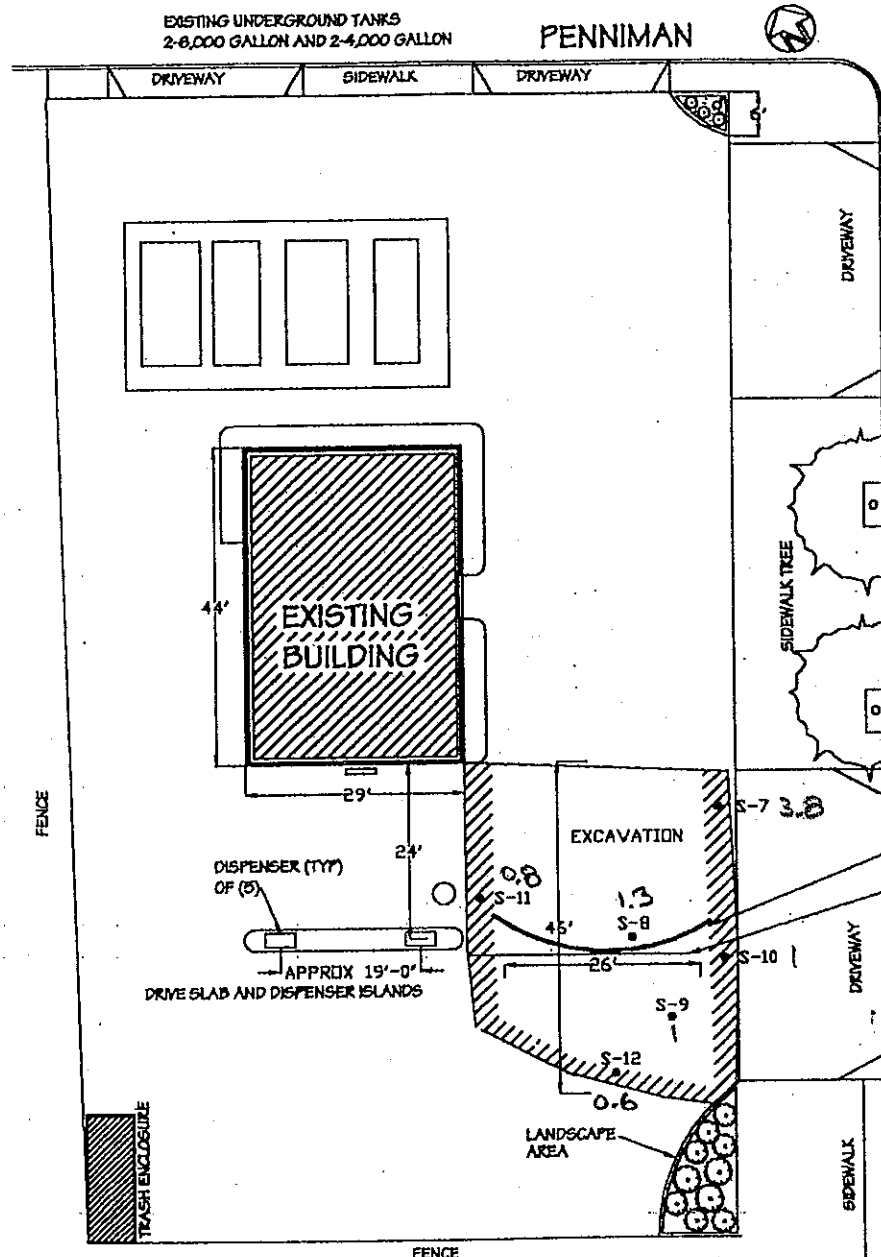 EXISTING UNDERGROUND TANKS
2-6,000 GALLON AND 2-4,000 GALLON
PENNIMAN
N
DRIVEWAY
SIDEWALK
DRIVEWAY
6'
DRIVEWAY
SIDEWALK TREE
44'
EXISTING
BUILDING
29'
24'
FENCE
EXCAVATION
S-7 3.8
0.8
S-11
1.3
S-8
45'
26'
S-10 1
S-9
1
S-12
0.6
DISPENSER (TYP)
OF (5)
APPROX 19'-0"
DRIVE SLAB AND DISPENSER ISLANDS
DRIVEWAY
LANDSCAPE
AREA
TRASH ENCLOSURE
SIDEWALK
FENCE